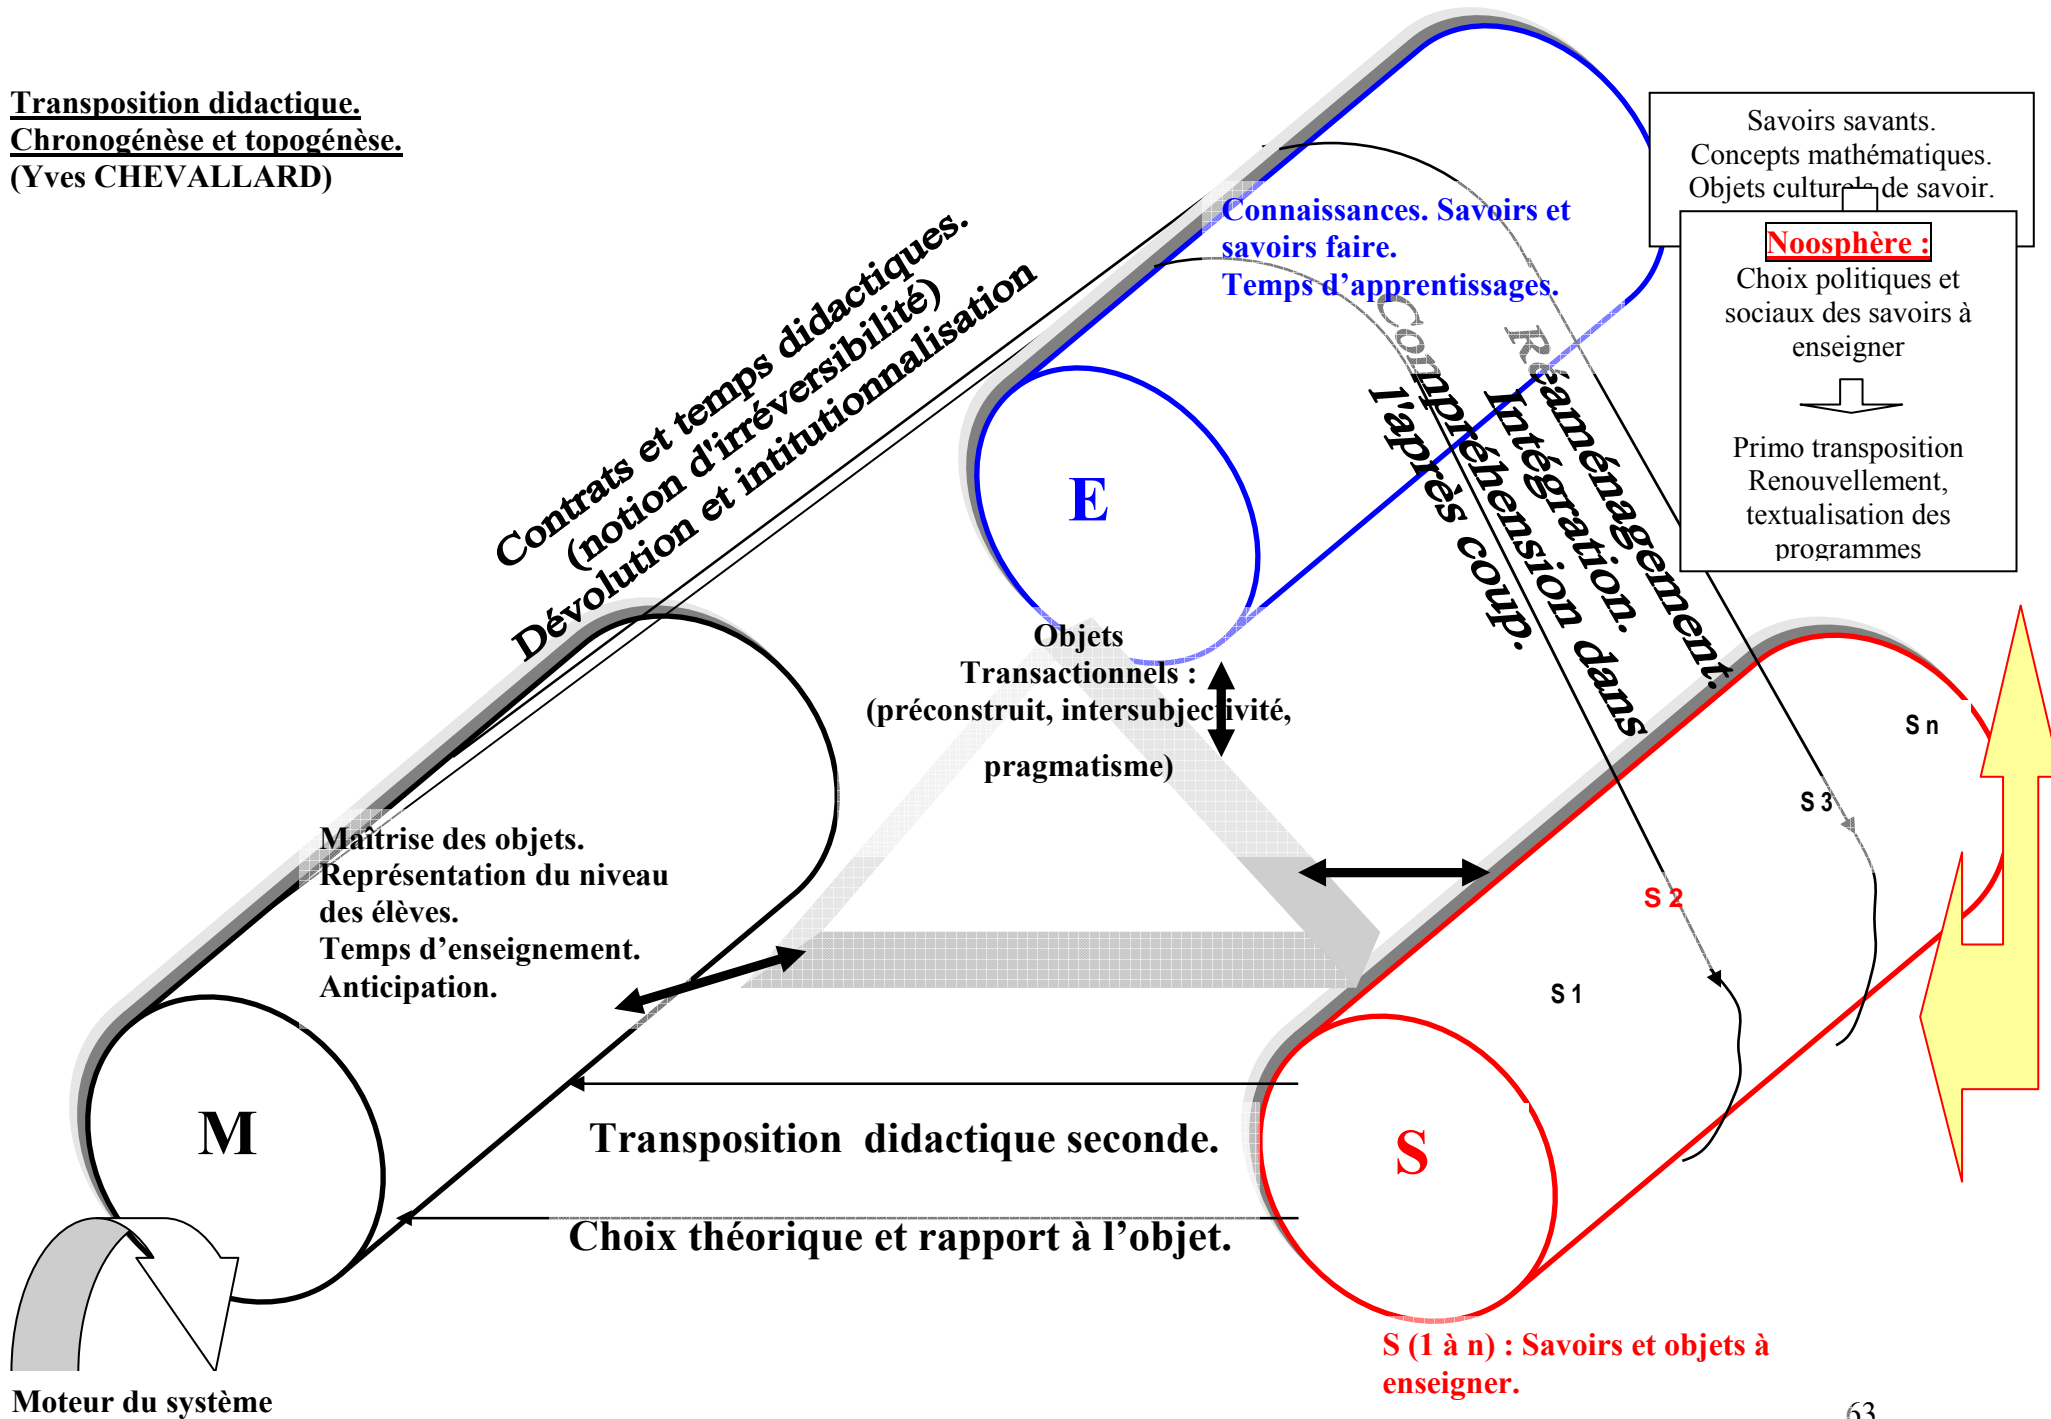 Transposition didactique.
Chronogénèse et topogénèse.
(Yves CHEVALLARD)
Savoirs savants.
Concepts mathématiques.
Objets culturels de savoir.
Noosphère :
Choix politiques et
sociaux des savoirs à
enseigner
Primo transposition
Renouvellement,
textualisation des
programmes
Connaissances. Savoirs et
savoirs faire.
Temps d’apprentissages.
Contrats et temps didactiques.
(notion d'irréversibilité)
Dévolution et intitutionnalisation
Réaménagement.
Intégration.
Compréhension dans
l'après coup.
E
Objets
Transactionnels :
(préconstruit, intersubjectivité,
pragmatisme)
S n
S 3
S 2
S 1
Maîtrise des objets.
Représentation du niveau
des élèves.
Temps d’enseignement.
Anticipation.
M
S
Transposition didactique seconde.
Choix théorique et rapport à l’objet.
S (1 à n) : Savoirs et objets à
enseigner.
Moteur du système
63